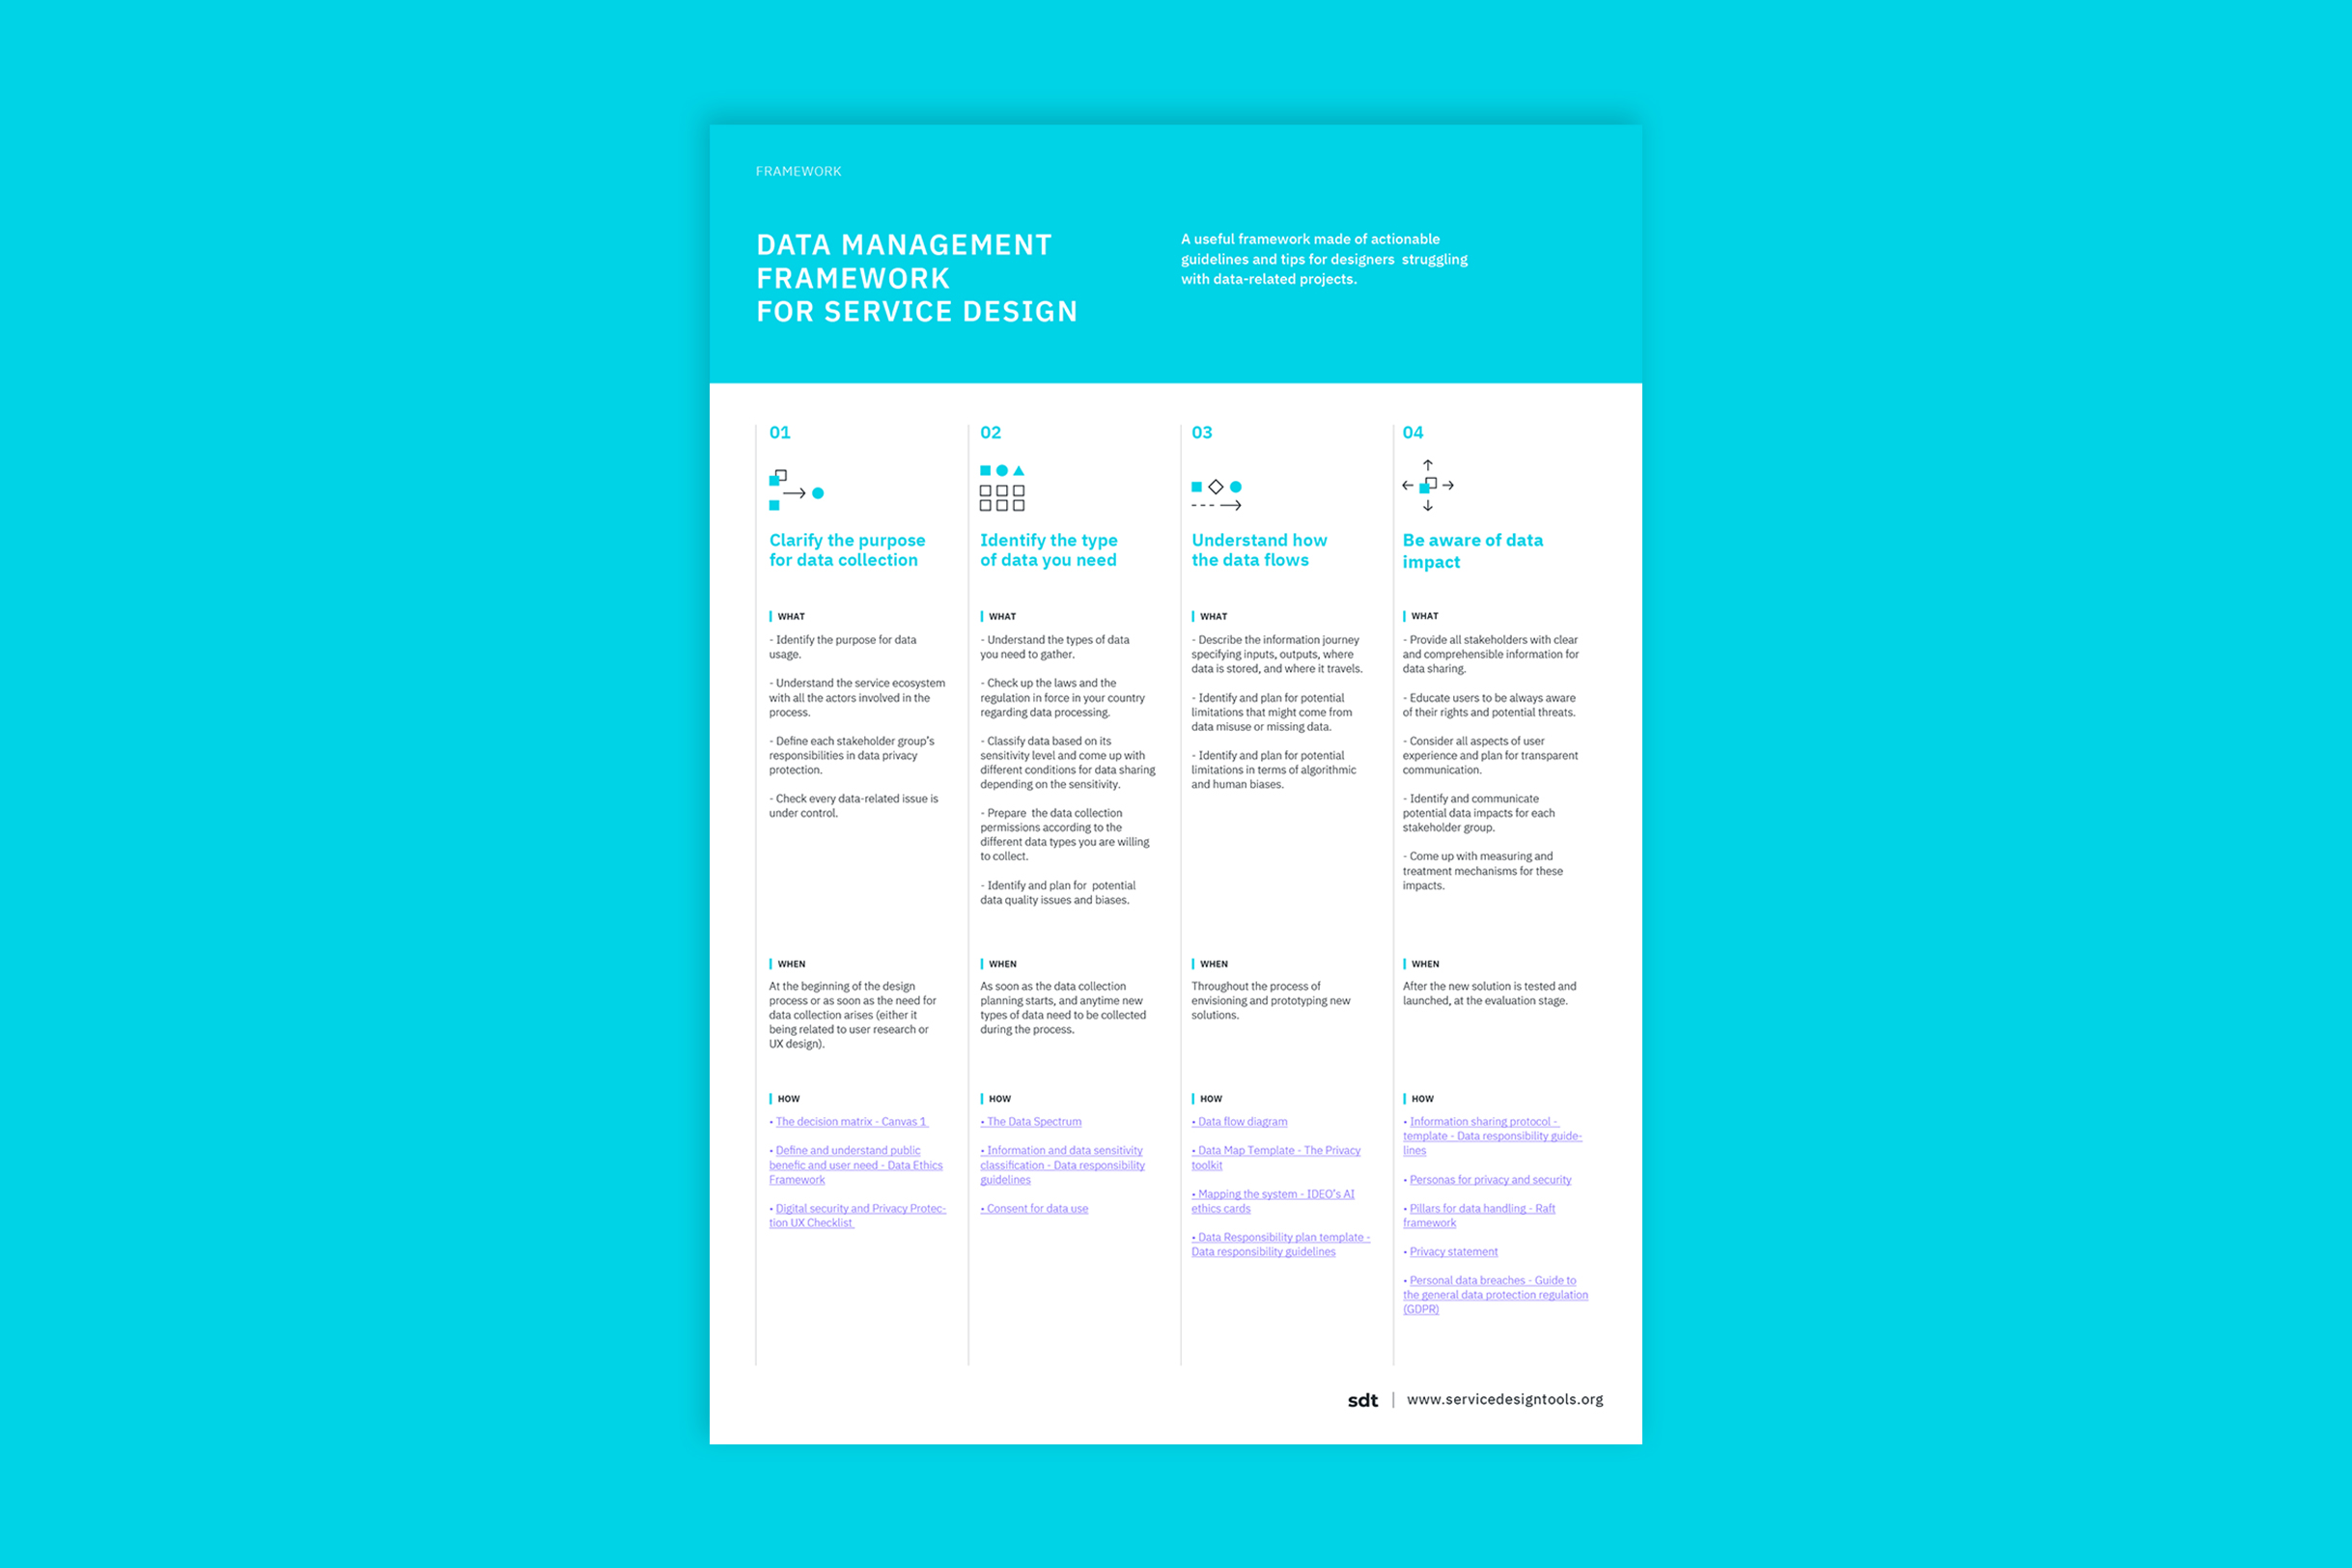 FRAMEWORK
DATA MANAGEMENT
FRAMEWORK
FOR SERVICE DESIGN
A useful framework made of actionable
guidelines and tips for designers  struggling
with data-related projects.
01
Clarify the purpose
for data collection
WHAT
- Identify the purpose for data
usage.
- Understand the service ecosystem
with all the actors involved in the
process.
- Define each stakeholder group's
responsibilities in data privacy
protection.
- Check every data-related issue is
under control.
WHEN
At the beginning of the design
process or as soon as the need for
data collection arises (either it
being related to user research or
UX design).
HOW
• The decision matrix - Canvas 1
• Define and understand public
benefic and user need - Data Ethics
Framework
• Digital security and Privacy Protec-
tion UX Checklist
02
Identify the type
of data you need
WHAT
- Understand the types of data
you need to gather.
- Check up the laws and the
regulation in force in your country
regarding data processing.
- Classify data based on its
sensitivity level and come up with
different conditions for data sharing
depending on the sensitivity.
- Prepare  the data collection
permissions according to the
different data types you are willing
to collect.
- Identify and plan for  potential
data quality issues and biases.
WHEN
As soon as the data collection
planning starts, and anytime new
types of data need to be collected
during the process.
HOW
• The Data Spectrum
• Information and data sensitivity
classification - Data responsibility
guidelines
• Consent for data use
03
Understand how
the data flows
WHAT
- Describe the information journey
specifying inputs, outputs, where
data is stored, and where it travels.
- Identify and plan for potential
limitations that might come from
data misuse or missing data.
- Identify and plan for potential
limitations in terms of algorithmic
and human biases.
WHEN
Throughout the process of
envisioning and prototyping new
solutions.
HOW
• Data flow diagram
• Data Map Template - The Privacy
toolkit
• Mapping the system - IDEO's AI
ethics cards
• Data Responsibility plan template -
Data responsibility guidelines
04
Be aware of data
impact
WHAT
- Provide all stakeholders with clear
and comprehensible information for
data sharing.
- Educate users to be always aware
of their rights and potential threats.
- Consider all aspects of user
experience and plan for transparent
communication.
- Identify and communicate
potential data impacts for each
stakeholder group.
- Come up with measuring and
treatment mechanisms for these
impacts.
WHEN
After the new solution is tested and
launched, at the evaluation stage.
HOW
• Information sharing protocol -
template - Data responsibility guide-
lines
• Personas for privacy and security
• Pillars for data handling - Raft
framework
• Privacy statement
• Personal data breaches - Guide to
the general data protection regulation
(GDPR)
sdt | www.servicedesigntools.org